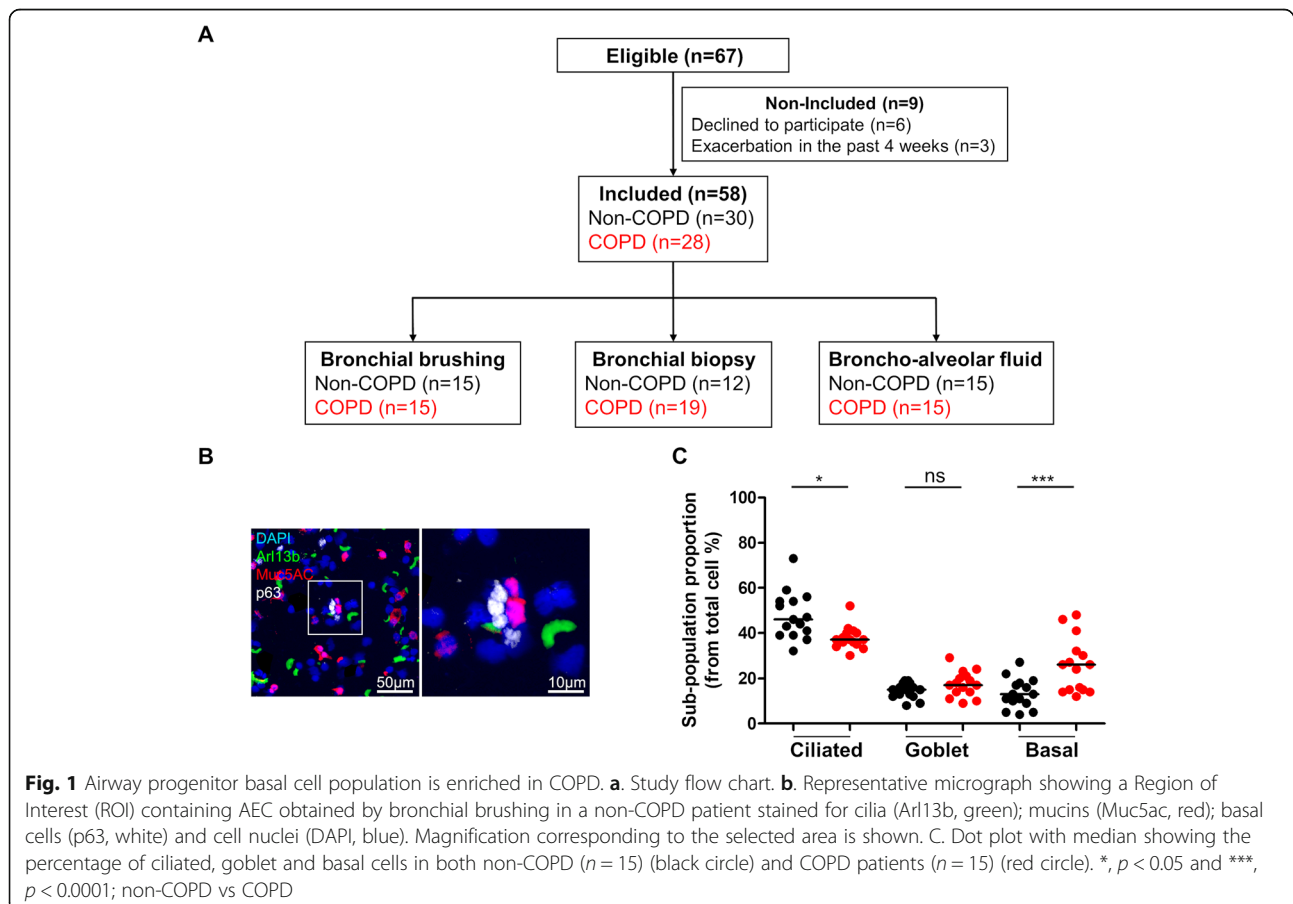 A
Eligible (n=67)
Non-Included (n=9)
Declined to participate (n=6)
Exacerbation in the past 4 weeks (n=3)
Included (n=58)
Non-COPD (n=30)
COPD (n=28)
Bronchial brushing
Non-COPD (n=15)
COPD (n=15)
Bronchial biopsy
Non-COPD (n=12)
COPD (n=19)
Broncho-alveolar fluid
Non-COPD (n=15)
COPD (n=15)
B
DAPI
Arl13b
Muc5AC
p63
50µm
10µm
C
* ns ***
Sub-population proportion
(from total cell %)
100
80
60
40
20
0
Ciliated Goblet Basal
Fig. 1 Airway progenitor basal cell population is enriched in COPD. a. Study flow chart. b. Representative micrograph showing a Region of
Interest (ROI) containing AEC obtained by bronchial brushing in a non-COPD patient stained for cilia (Arl13b, green); mucins (Muc5ac, red); basal
cells (p63, white) and cell nuclei (DAPI, blue). Magnification corresponding to the selected area is shown. C. Dot plot with median showing the
percentage of ciliated, goblet and basal cells in both non-COPD (n = 15) (black circle) and COPD patients (n = 15) (red circle). *, p < 0.05 and ***,
p < 0.0001; non-COPD vs COPD